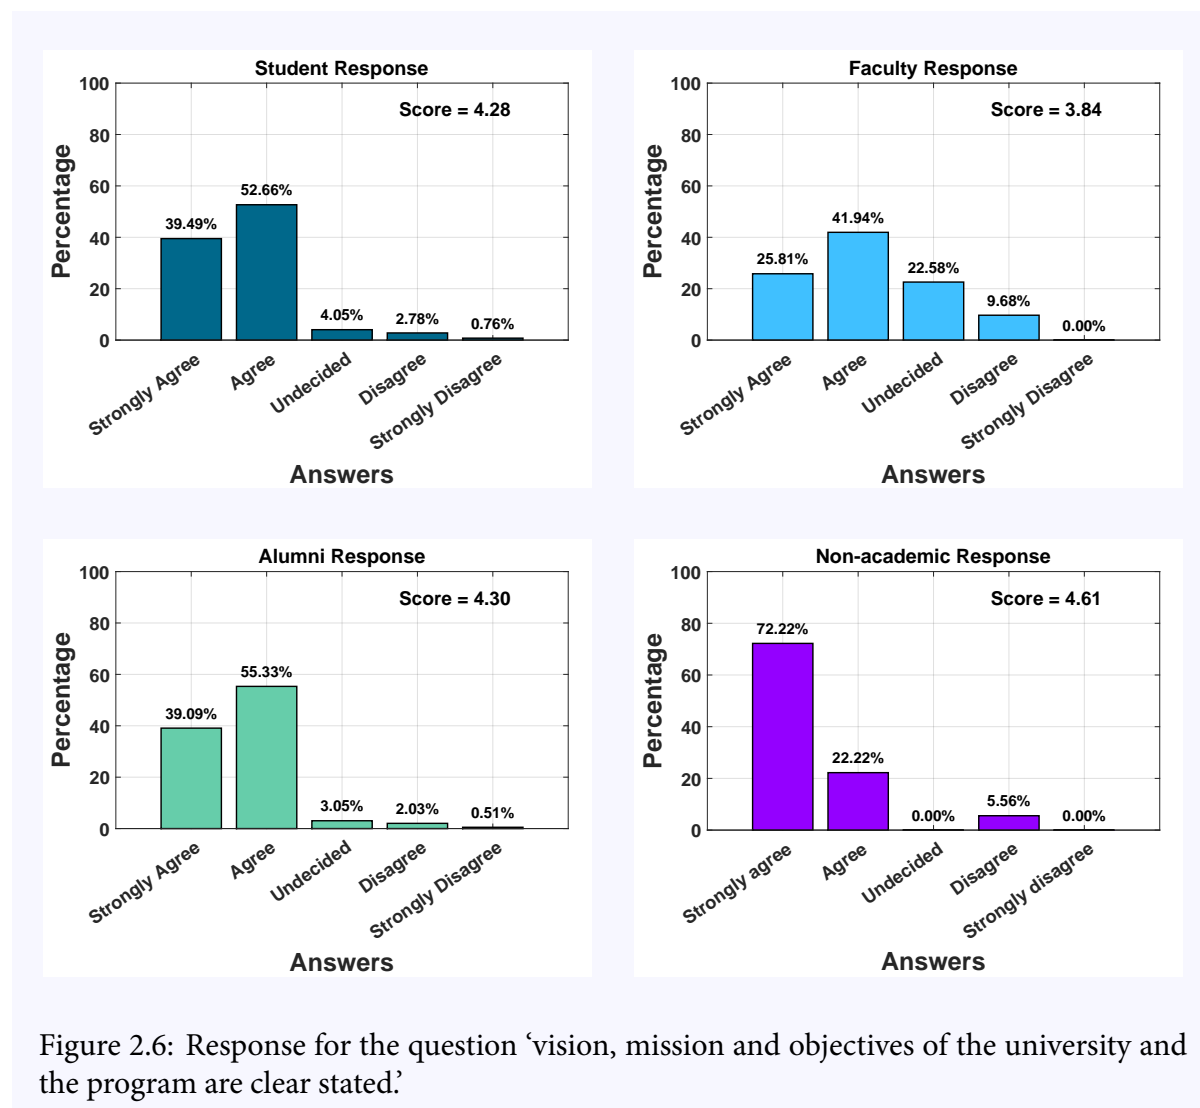 Student Response
Score = 4.28
Percentage
100
80
60
40
20
0
39.49%
52.66%
4.05%
2.78%
0.76%
Strongly Agree
Agree
Undecided
Disagree
Strongly Disagree
Answers
Faculty Response
Score = 3.84
Percentage
100
80
60
40
20
0
25.81%
41.94%
22.58%
9.68%
0.00%
Strongly Agree
Agree
Undecided
Disagree
Strongly Disagree
Answers
Alumni Response
Score = 4.30
Percentage
100
80
60
40
20
0
39.09%
55.33%
3.05%
2.03%
0.51%
Strongly Agree
Agree
Undecided
Disagree
Strongly Disagree
Answers
Non-academic Response
Score = 4.61
Percentage
100
80
60
40
20
0
72.22%
22.22%
0.00%
5.56%
0.00%
Strongly agree
Agree
Undecided
Disagree
Strongly disagree
Answers
Figure 2.6: Response for the question ‘vision, mission and objectives of the university and
the program are clear stated.’